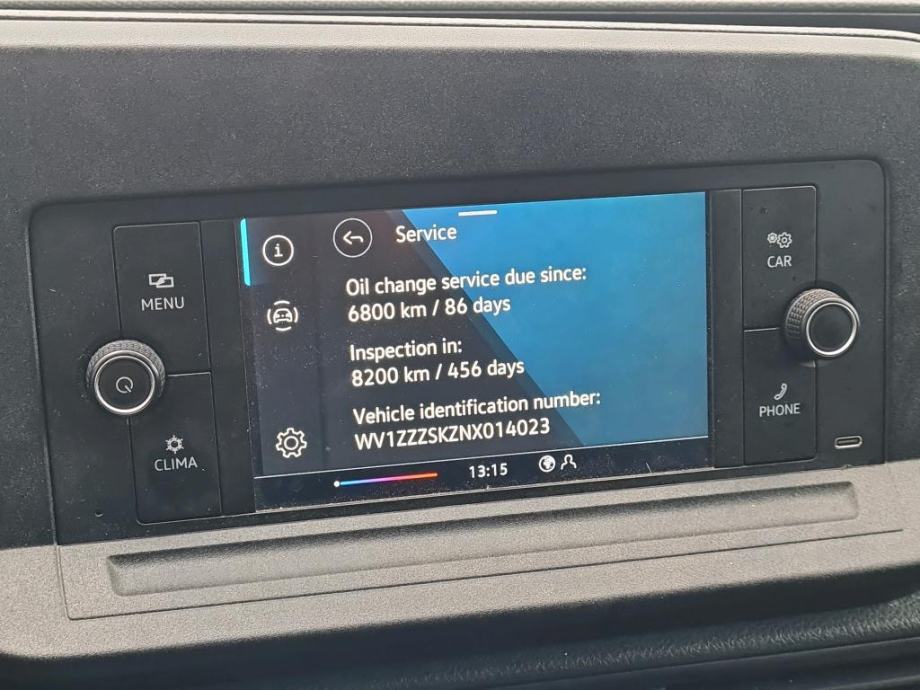 Service
Oil change service due since:
6800 km / 86 days
Inspection in:
8200 km / 456 days
Vehicle identification number:
WV1ZZZSKZNX014023
13:15
MENU
CLIMA
CAR
PHONE